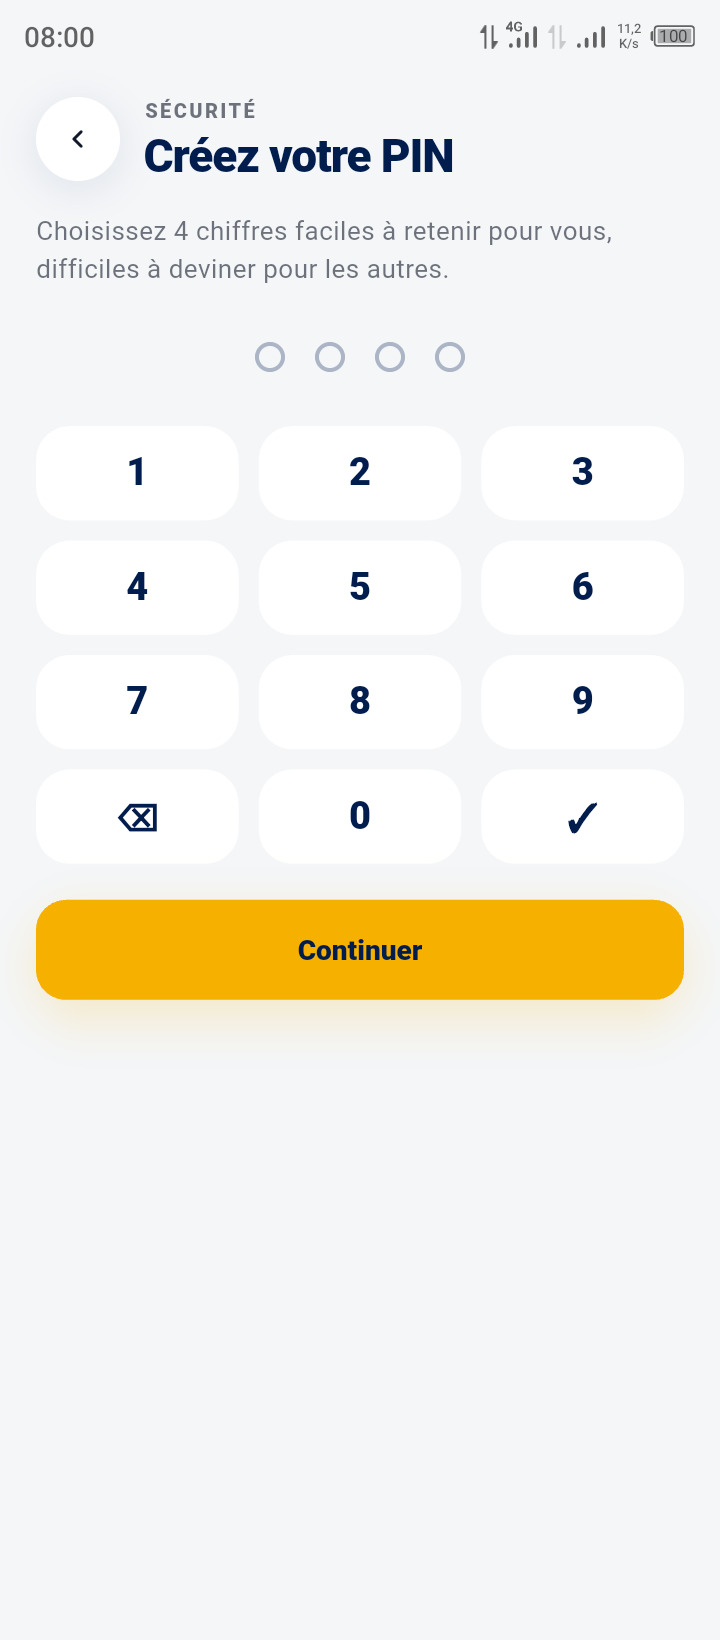 08:00
4G
11,2
K/s
100
SÉCURITÉ
Créez votre PIN
Choisissez 4 chiffres faciles à retenir pour vous,
difficiles à deviner pour les autres.
1 2 3
4 5 6
7 8 9
⌫ 0 ✓
Continuer